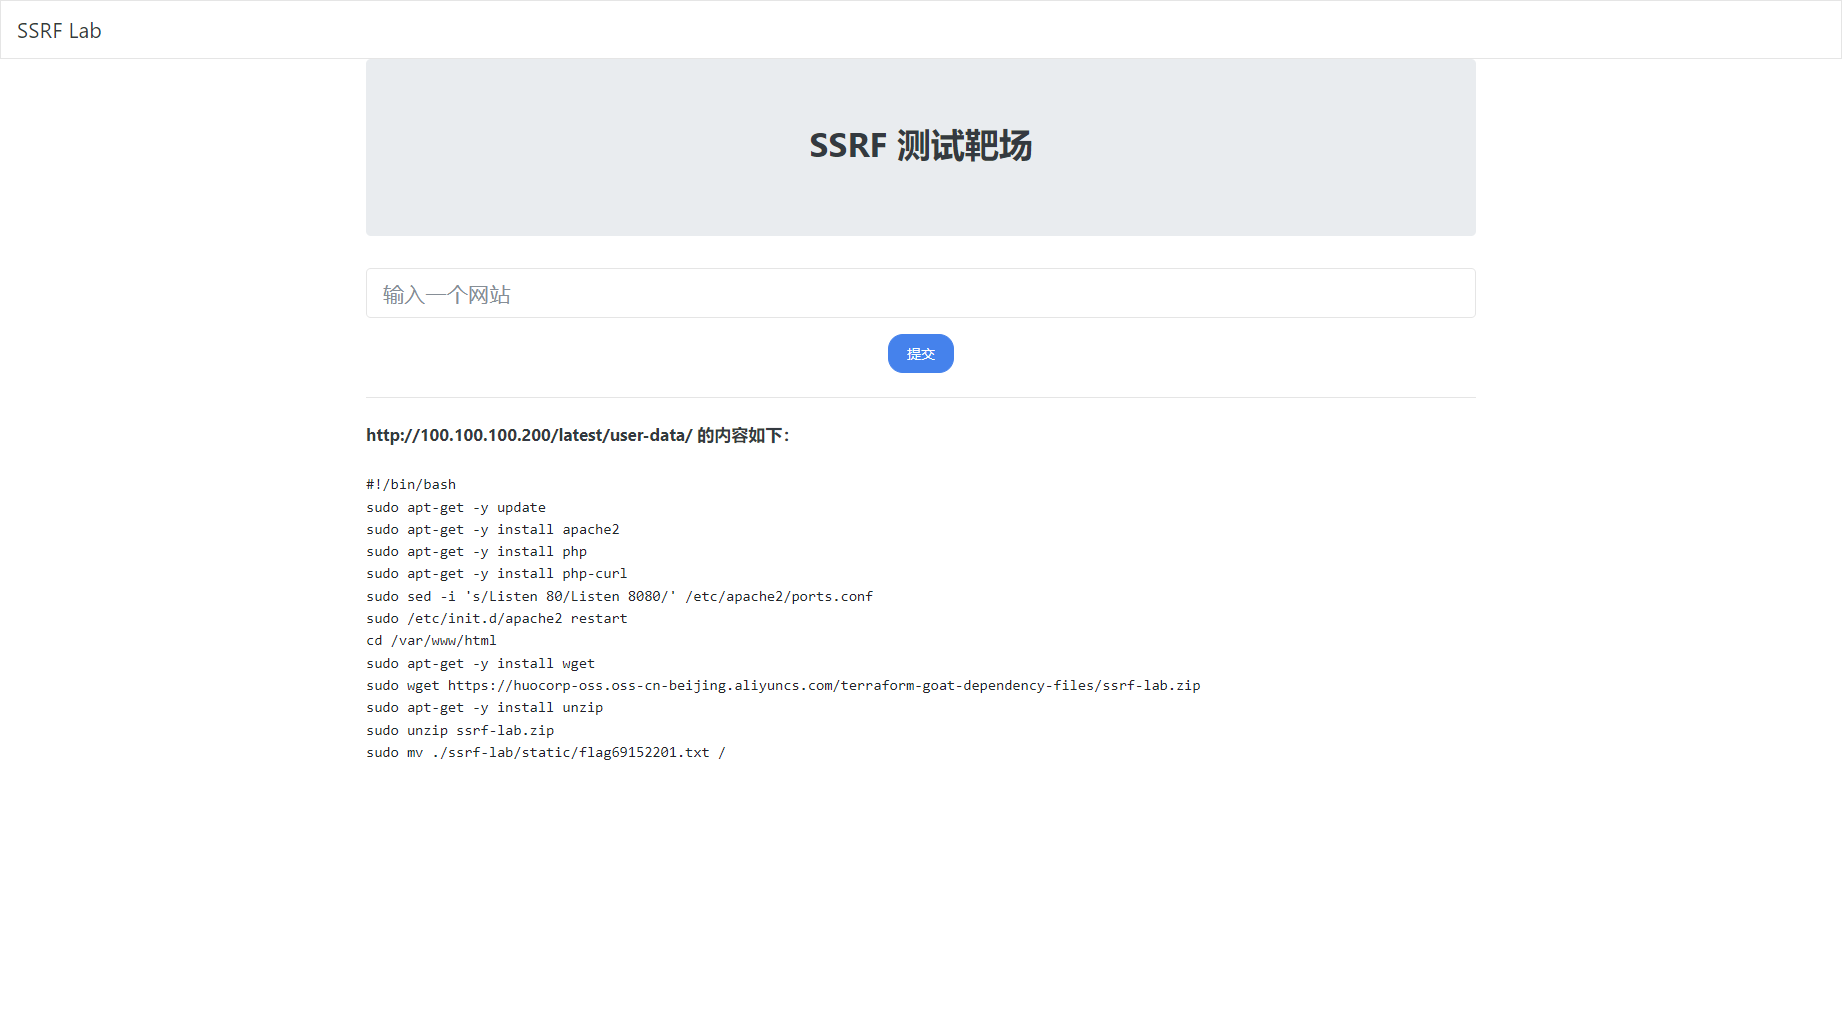 SSRF Lab
SSRF 测试靶场
输入一个网站
提交
http://100.100.100.200/latest/user-data/ 的内容如下：
#!/bin/bash
sudo apt-get -y update
sudo apt-get -y install apache2
sudo apt-get -y install php
sudo apt-get -y install php-curl
sudo sed -i 's/Listen 80/Listen 8080/' /etc/apache2/ports.conf
sudo /etc/init.d/apache2 restart
cd /var/www/html
sudo apt-get -y install wget
sudo wget https://huocorp-oss.oss-cn-beijing.aliyuncs.com/terraform-goat-dependency-files/ssrf-lab.zip
sudo apt-get -y install unzip
sudo unzip ssrf-lab.zip
sudo mv ./ssrf-lab/static/flag69152201.txt /